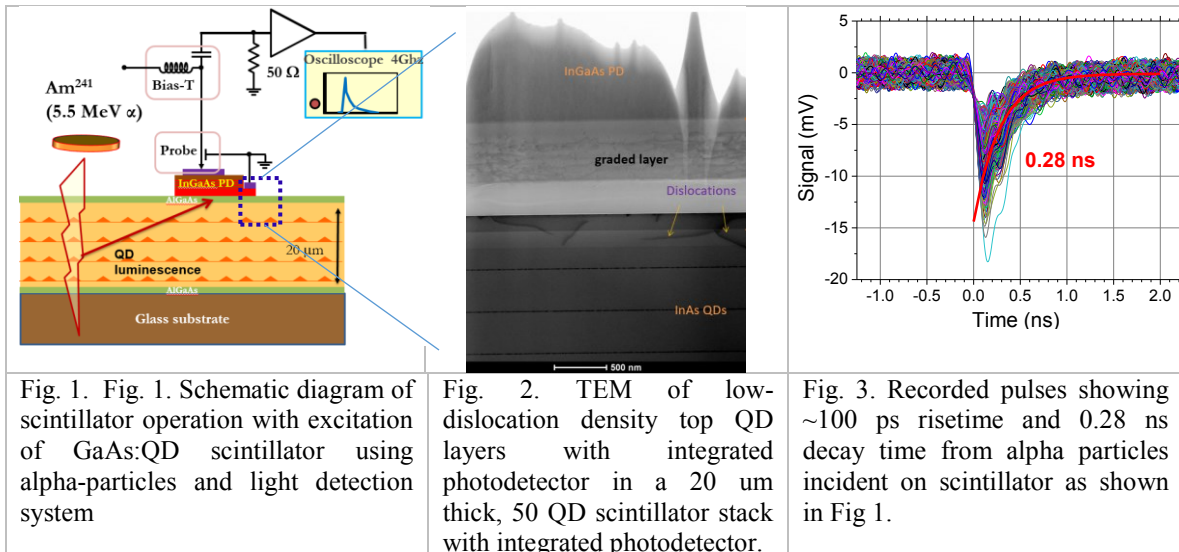 Am241
(5.5 MeV α)
Bias-T
50 Ω
Oscilloscope 4Ghz
Probe
InGaAs PD
AlGaAs
QD
luminescence
20 µm
AlGaAs
Glass substrate
InGaAs PD
graded layer
Dislocations
InAs QDs
500 nm
5
0
-5
-10
-15
-20
Signal (mV)
0.28 ns
-1.0 -0.5 0.0 0.5 1.0 1.5 2.0
Time (ns)
Fig. 1. Fig. 1. Schematic diagram of
scintillator operation with excitation
of GaAs:QD scintillator using
alpha-particles and light detection
system
Fig. 2. TEM of low-
dislocation density top QD
layers with integrated
photodetector in a 20 um
thick, 50 QD scintillator stack
with integrated photodetector.
Fig. 3. Recorded pulses showing
~100 ps risetime and 0.28 ns
decay time from alpha particles
incident on scintillator as shown
in Fig 1.